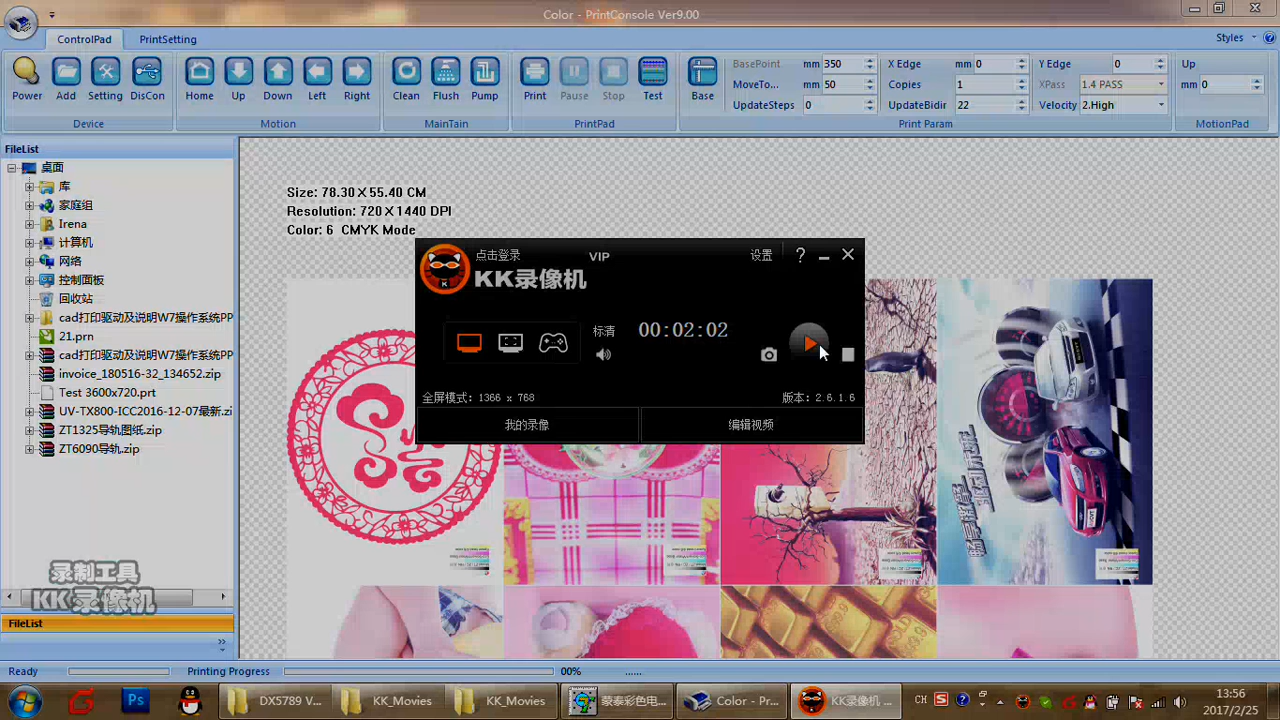 Color - PrintConsole Ver9.00
ControlPad PrintSetting Styles
Power Add Setting DisCon Home Up Down Left Right Clean Flush Pump Print Pause Stop Test Base
BasePoint mm 350 X Edge mm 0 Y Edge 0 Up
MoveTo... mm 50 Copies 1 XPass 1.4 PASS mm 0
UpdateSteps 0 UpdateBidir 22 Velocity 2.High
Device Motion MainTain PrintPad Print Param MotionPad
FileList
桌面
库
家庭组
Irena
计算机
网络
控制面板
回收站
cad打印驱动及说明W7操作系统PP
21.prn
cad打印驱动及说明W7操作系统PP
invoice_180516-32_134652.zip
Test 3600x720.prt
UV-TX800-ICC2016-12-07最新.zi
ZT1325导轨图纸.zip
ZT6090导轨.zip
录制工具
KK 录像机
FileList
Size: 78.30 X 55.40 CM
Resolution: 720 X 1440 DPI
Color: 6 CMYK Mode
点击登录 VIP 设置 ?
KK录像机
标清 00:02:02
全屏模式: 1366 x 768 版本: 2.6.1.6
我的录像 编辑视频
Ready Printing Progress 00% ......
Ps DX5789 V... KK_Movies KK_Movies 蒙泰彩色电... Color - Pr... KK录像机 ... CH 13:56
2017/2/25